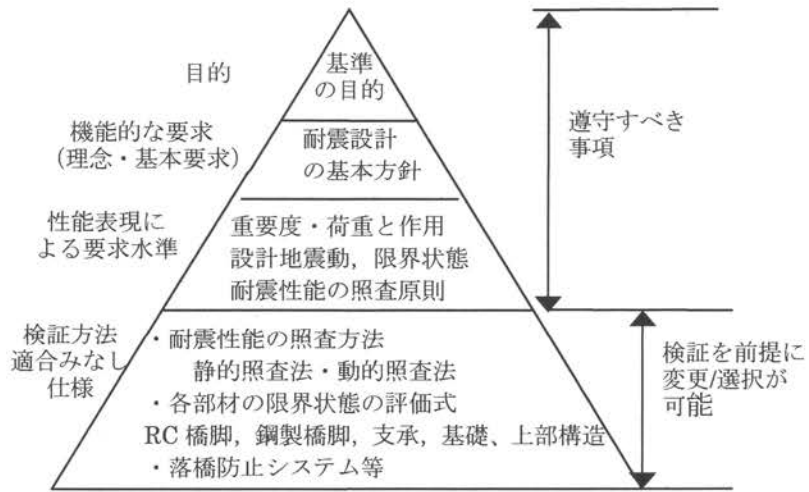 目的
基準
の目的
機能的な要求
（理念・基本要求）
耐震設計
の基本方針
遵守すべき
事項
性能表現に
よる要求水準
重要度・荷重と作用
設計地震動，限界状態
耐震性能の照査原則
検証方法
適合みなし
仕様
・耐震性能の照査方法
静的照査法・動的照査法
・各部材の限界状態の評価式
RC 橋脚，鋼製橋脚，支承，基礎、上部構造
・落橋防止システム等
検証を前提に
変更/選択が
可能